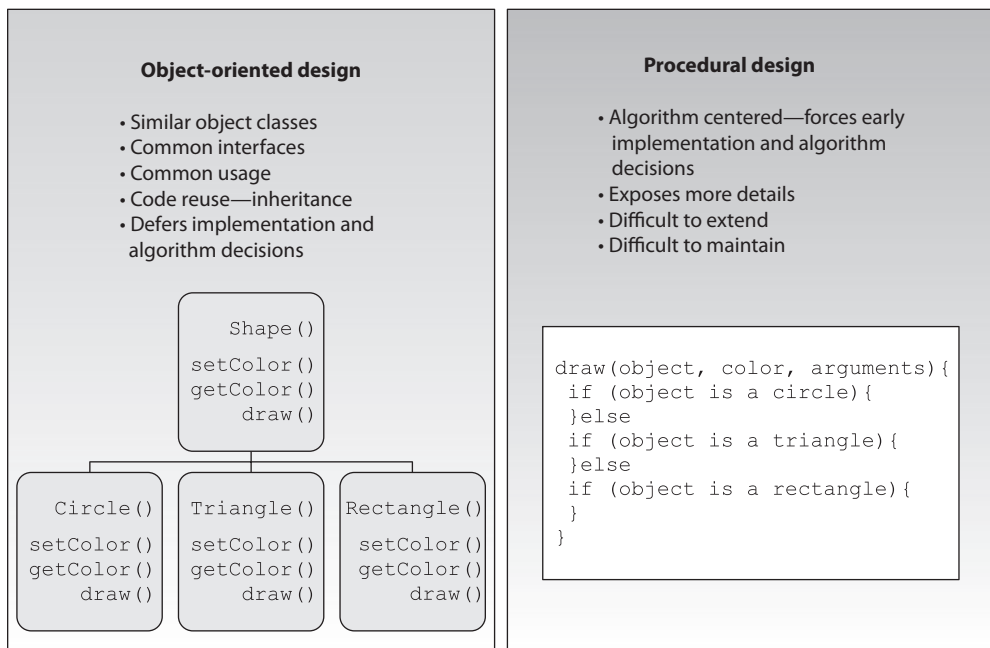 Object-oriented design
• Similar object classes
• Common interfaces
• Common usage
• Code reuse—inheritance
• Defers implementation and
algorithm decisions
Shape()
setColor()
getColor()
draw()
Circle()
setColor()
getColor()
draw()
Triangle()
setColor()
getColor()
draw()
Rectangle()
setColor()
getColor()
draw()
Procedural design
• Algorithm centered—forces early
implementation and algorithm
decisions
• Exposes more details
• Difficult to extend
• Difficult to maintain
draw(object, color, arguments){
if (object is a circle){
}else
if (object is a triangle){
}else
if (object is a rectangle){
}
}